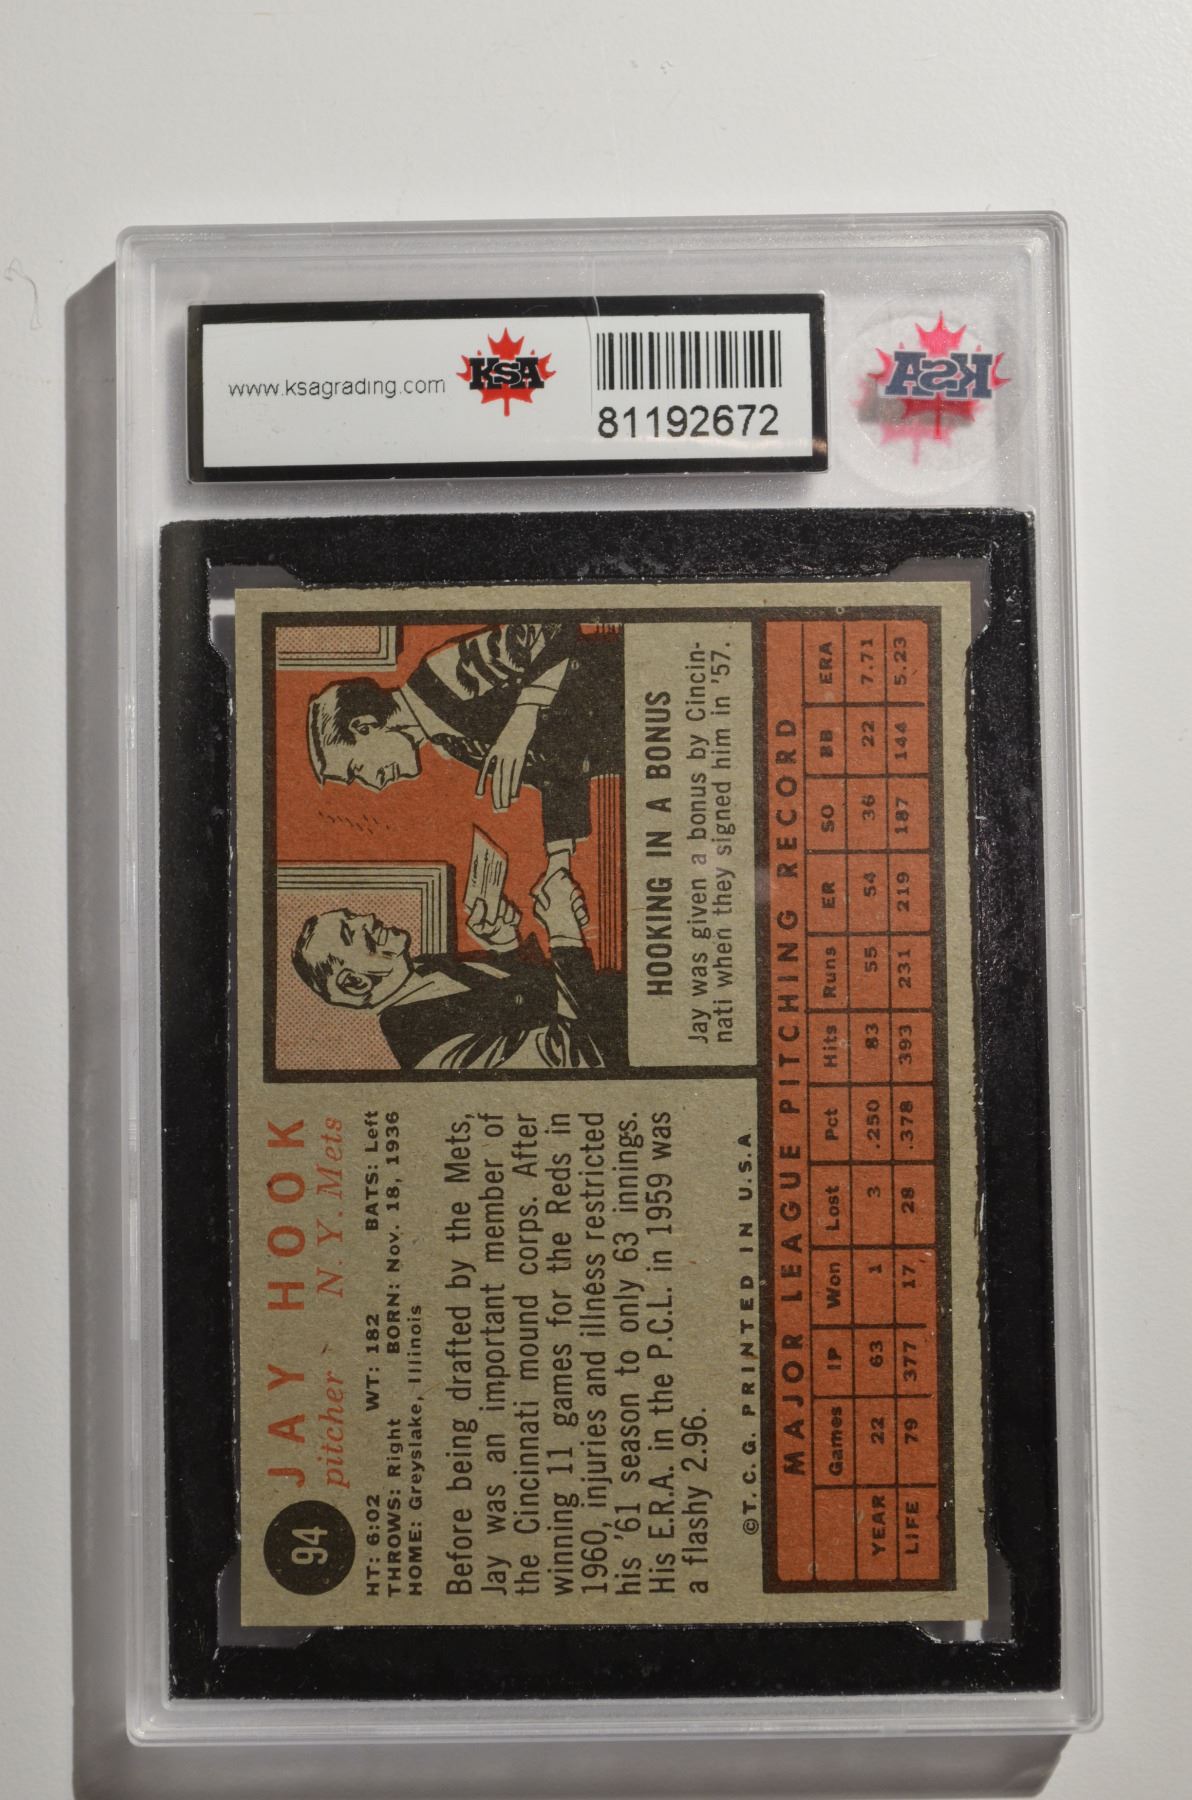 www.ksagrading.com
KSA
81192672
KSA
94
JAY HOOK
pitcher - N.Y. Mets
HT: 6:02 WT: 182 BATS: Left
THROWS: Right BORN: Nov. 18, 1936
HOME: Greyslake, Illinois
Before being drafted by the Mets,
Jay was an important member of
the Cincinnati mound corps. After
winning 11 games for the Reds in
1960, injuries and illness restricted
his '61 season to only 63 innings.
His E.R.A. in the P.C.L. in 1959 was
a flashy 2.96.
©T.C.G. PRINTED IN U.S.A
HOOKING IN A BONUS
Jay was given a bonus by Cincin-
nati when they signed him in '57.
MAJOR LEAGUE PITCHING RECORD
Games IP Won Lost Pct Hits Runs ER SO BB ERA
YEAR 22 63 1 3 .250 83 55 54 36 22 7.71
LIFE 79 377 17 28 .378 393 231 219 187 144 5.23